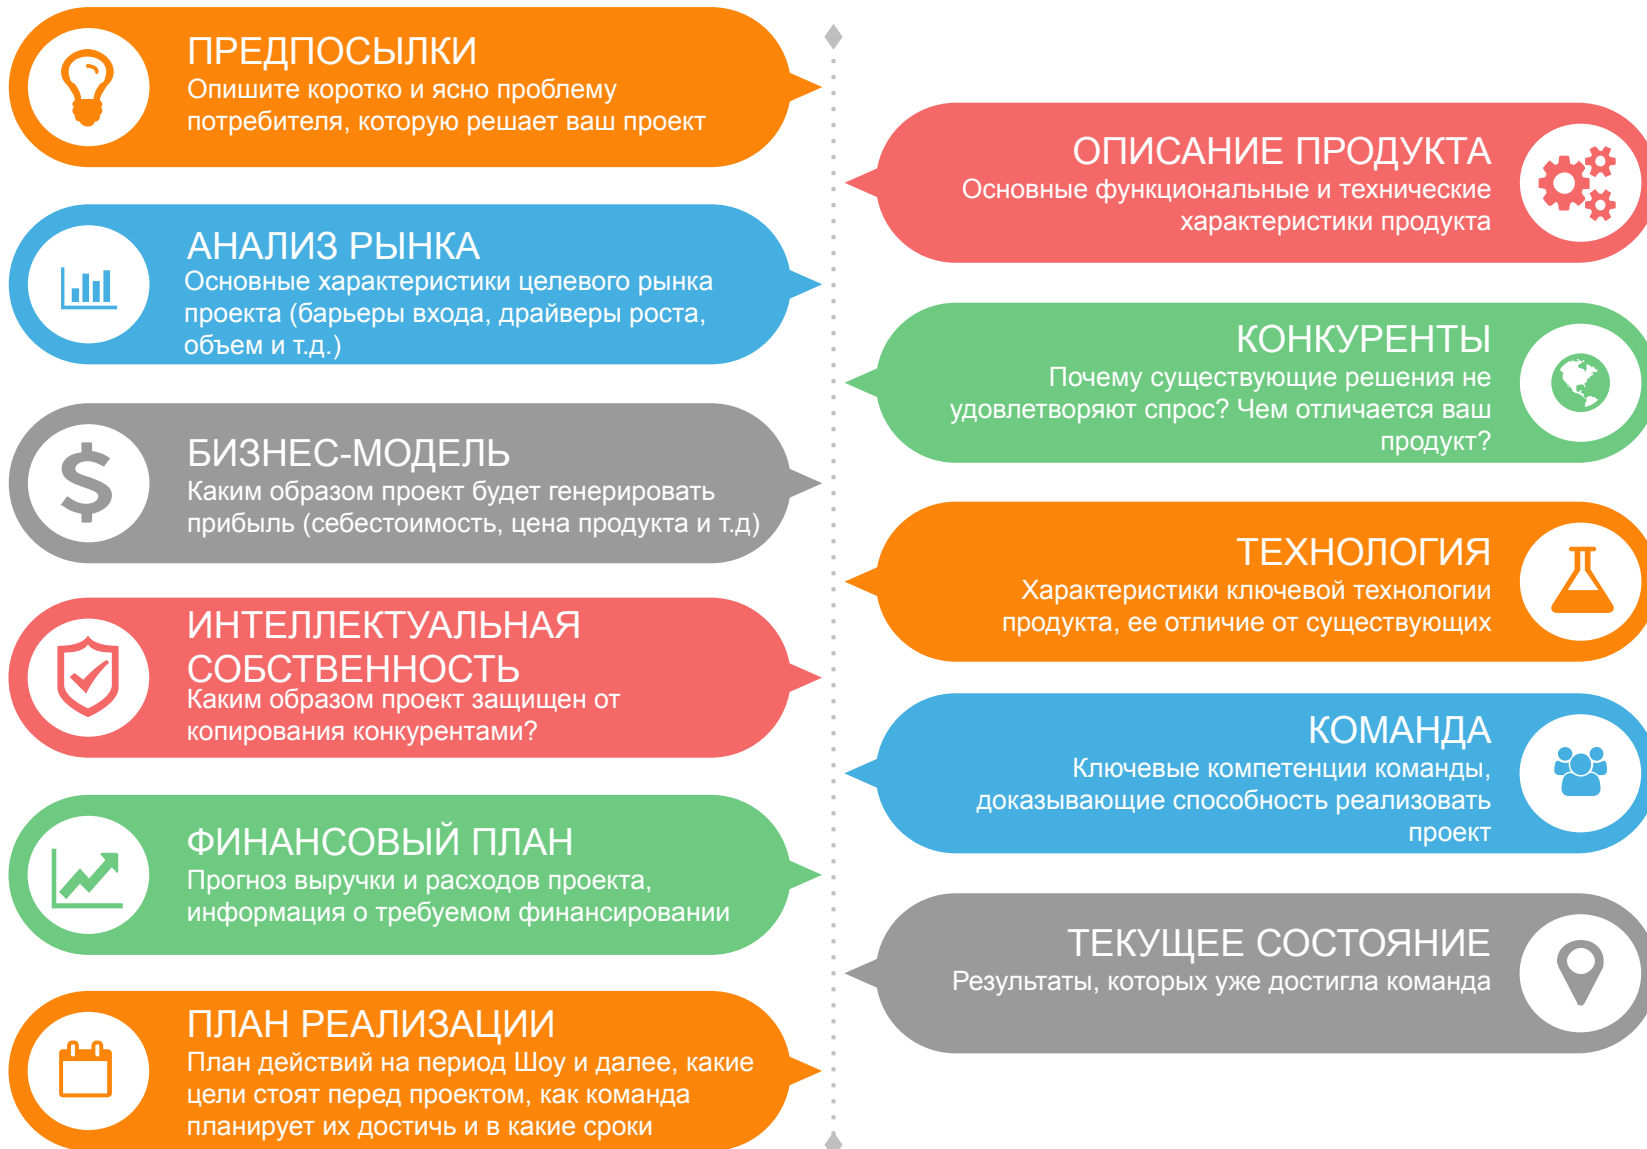 ПРЕДПОСЫЛКИ
Опишите коротко и ясно проблему
потребителя, которую решает ваш проект
ОПИСАНИЕ ПРОДУКТА
Основные функциональные и технические
характеристики продукта
АНАЛИЗ РЫНКА
Основные характеристики целевого рынка
проекта (барьеры входа, драйверы роста,
объем и т.д.)
КОНКУРЕНТЫ
Почему существующие решения не
удовлетворяют спрос? Чем отличается ваш
продукт?
БИЗНЕС-МОДЕЛЬ
Каким образом проект будет генерировать
прибыль (себестоимость, цена продукта и т.д)
ТЕХНОЛОГИЯ
Характеристики ключевой технологии
продукта, ее отличие от существующих
ИНТЕЛЛЕКТУАЛЬНАЯ
СОБСТВЕННОСТЬ
Каким образом проект защищен от
копирования конкурентами?
КОМАНДА
Ключевые компетенции команды,
доказывающие способность реализовать
проект
ФИНАНСОВЫЙ ПЛАН
Прогноз выручки и расходов проекта,
информация о требуемом финансировании
ТЕКУЩЕЕ СОСТОЯНИЕ
Результаты, которых уже достигла команда
ПЛАН РЕАЛИЗАЦИИ
План действий на период Шоу и далее, какие
цели стоят перед проектом, как команда
планирует их достичь и в какие сроки